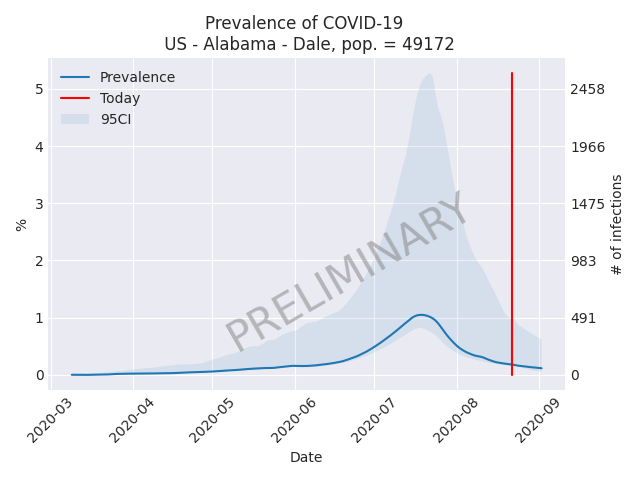 Prevalence of COVID-19
US - Alabama - Dale, pop. = 49172
Prevalence
Today
95CI
5
4
3
2
1
0
%
2458
1966
1475
983
491
0
# of infections
PRELIMINARY
2020-03
2020-04
2020-05
2020-06
2020-07
2020-08
2020-09
Date